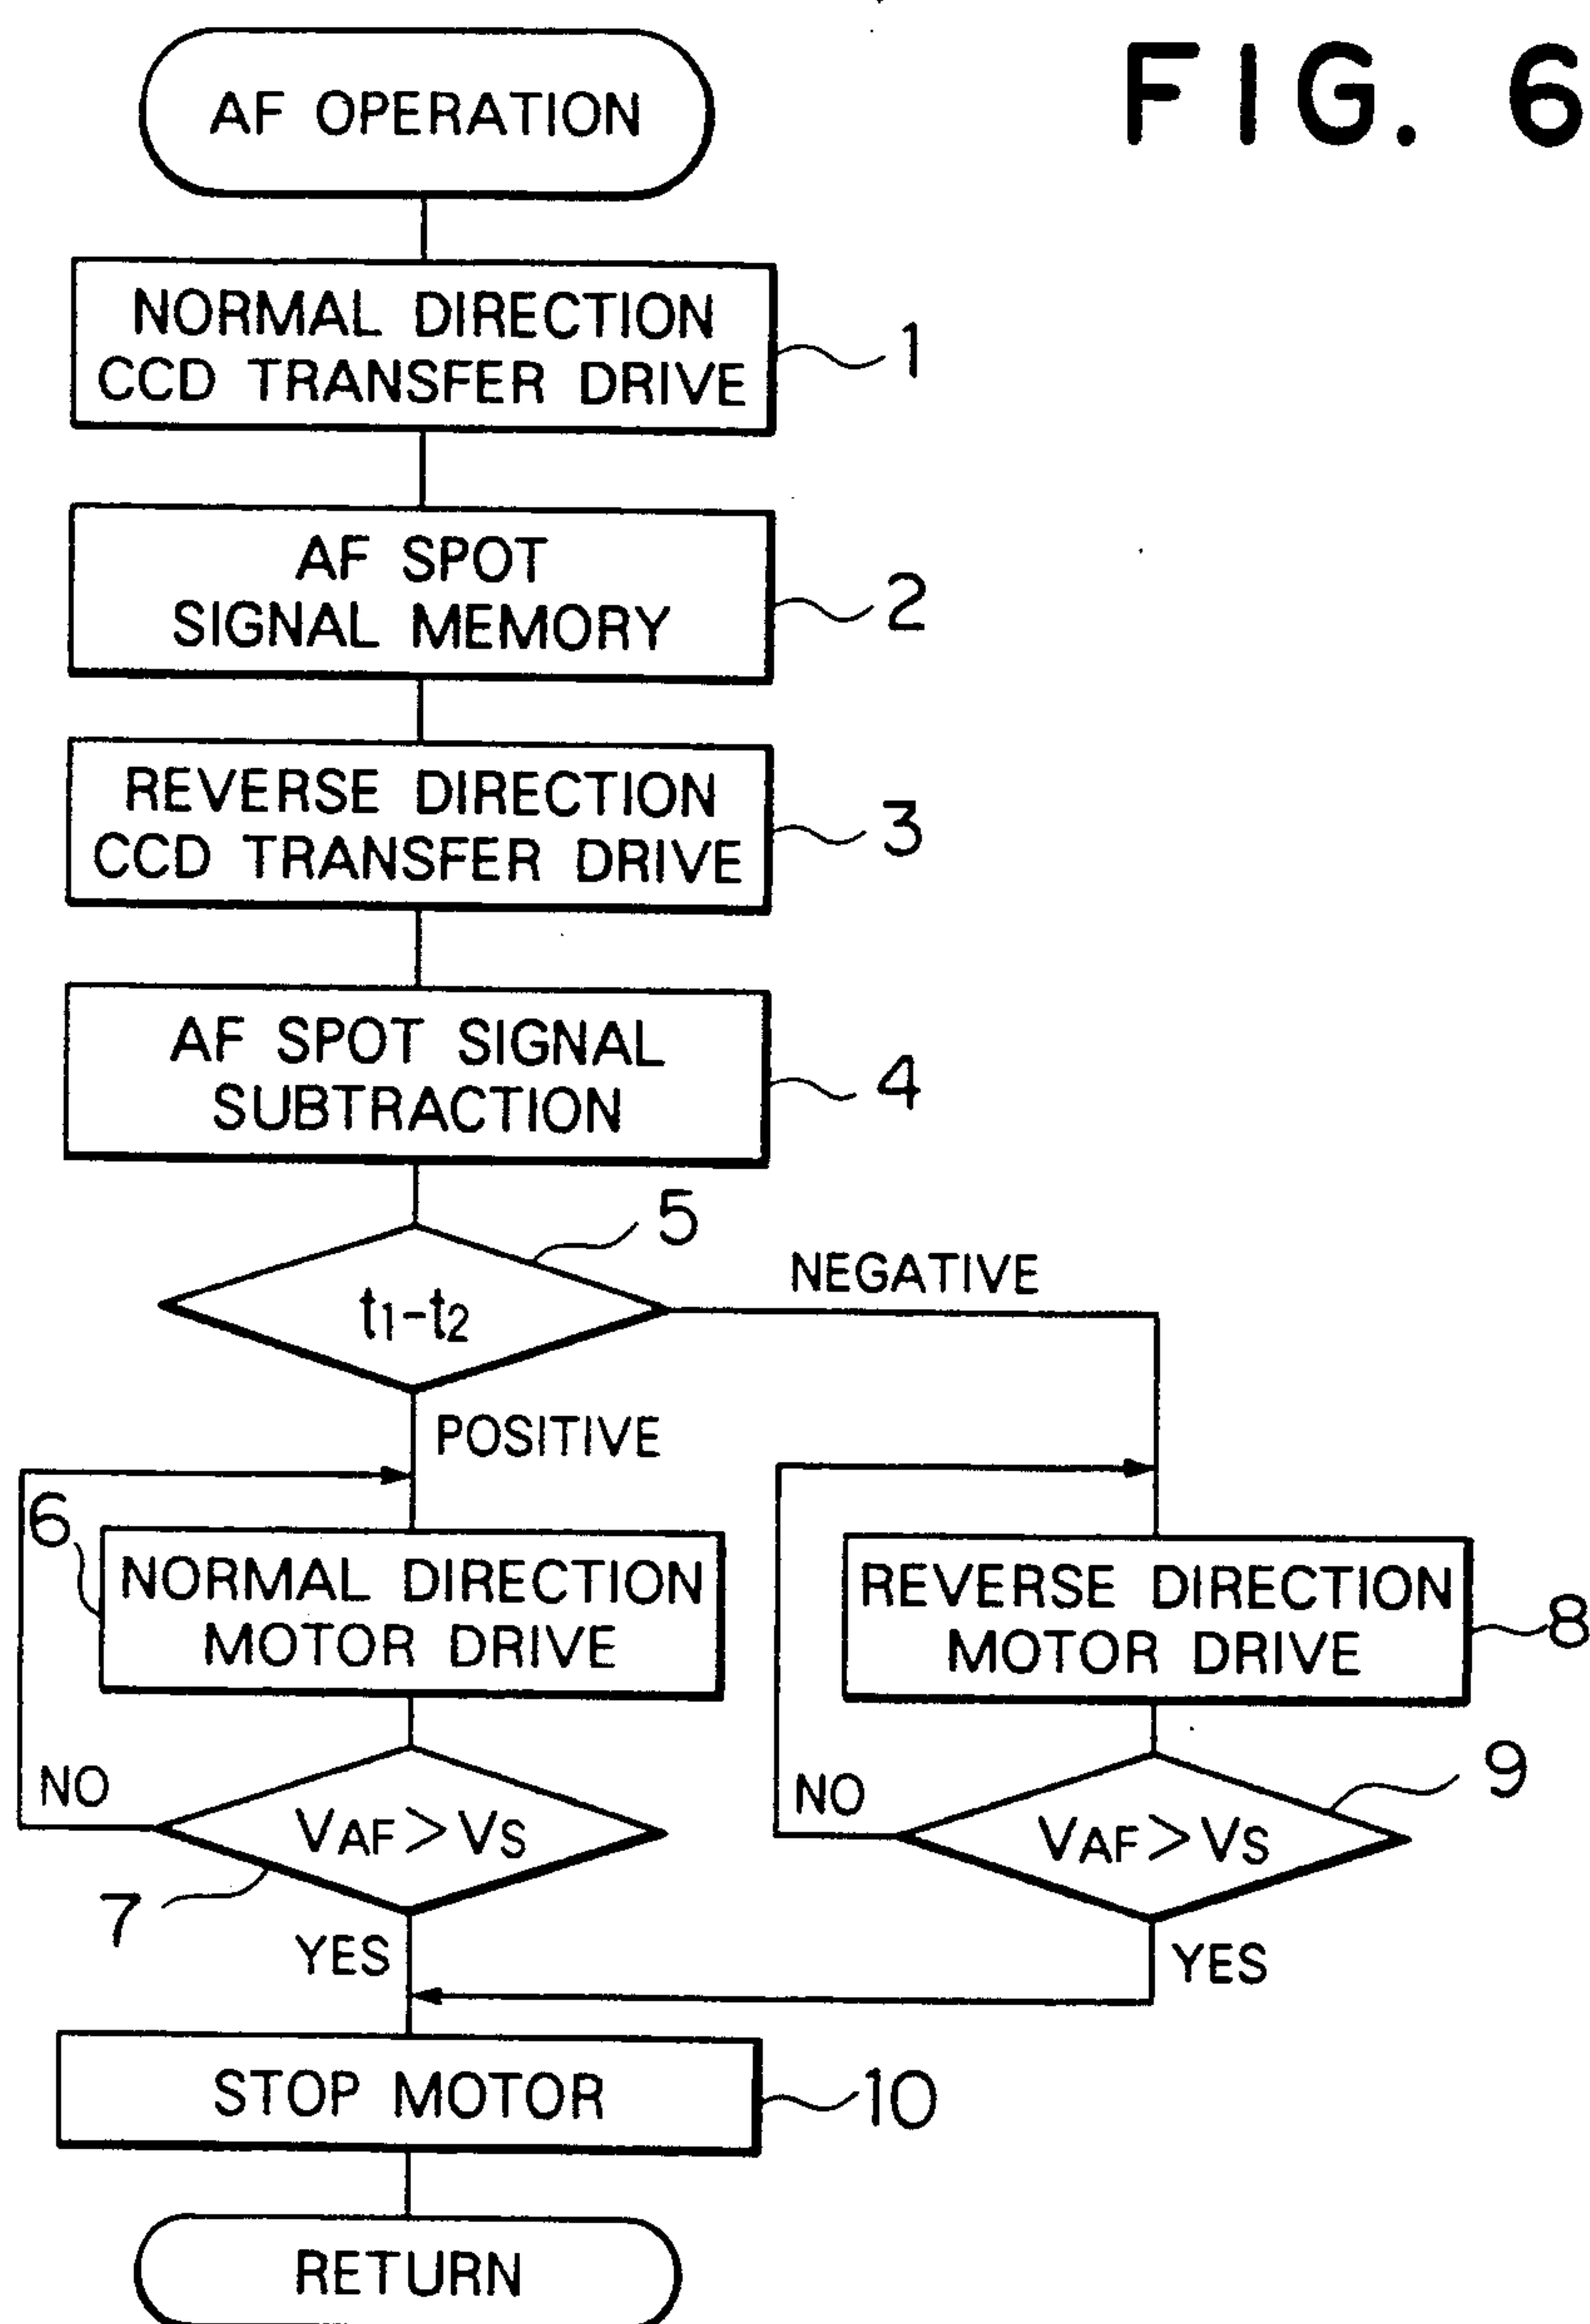 FIG. 6
AF OPERATION
NORMAL DIRECTION
CCD TRANSFER DRIVE
1
AF SPOT
SIGNAL MEMORY
2
REVERSE DIRECTION
CCD TRANSFER DRIVE
3
AF SPOT SIGNAL
SUBTRACTION
4
5
t1-t2
NEGATIVE
POSITIVE
6
NORMAL DIRECTION
MOTOR DRIVE
REVERSE DIRECTION
MOTOR DRIVE
8
NO
VAF>VS
7
YES
NO
VAF>VS
9
YES
STOP MOTOR
10
RETURN